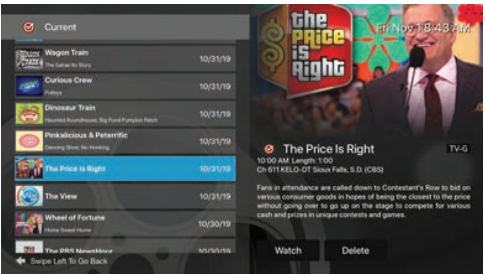 Current
Wagon Train
10/31/19
Curious Crew
Pulleys
10/31/19
Dinosaur Train
Haunted Roundhouse; Big Pond Pumpkin Patch
10/31/19
Pinkalicious & Peterrific
Dancing Shoe; No Honking
10/31/19
The Price Is Right
10/31/19
The View
10/31/19
Wheel of Fortune
Home Sweet Home
10/30/19
The PBS NewsHour
10/30/19
Swipe Left To Go Back
the
PRiCE
is
Right
Fri Nov 1 8:43 AM
The Price Is Right
TV-G
10:00 AM Length: 1:00
Ch 611 KELO-DT Sioux Falls, S.D. (CBS)
Fans in attendance are called down to Contestant's Row to bid on
various consumer goods in hopes of being the closest to the price
without going over to go up on the stage to compete for various
cash and prizes in unique contests and games.
Watch
Delete